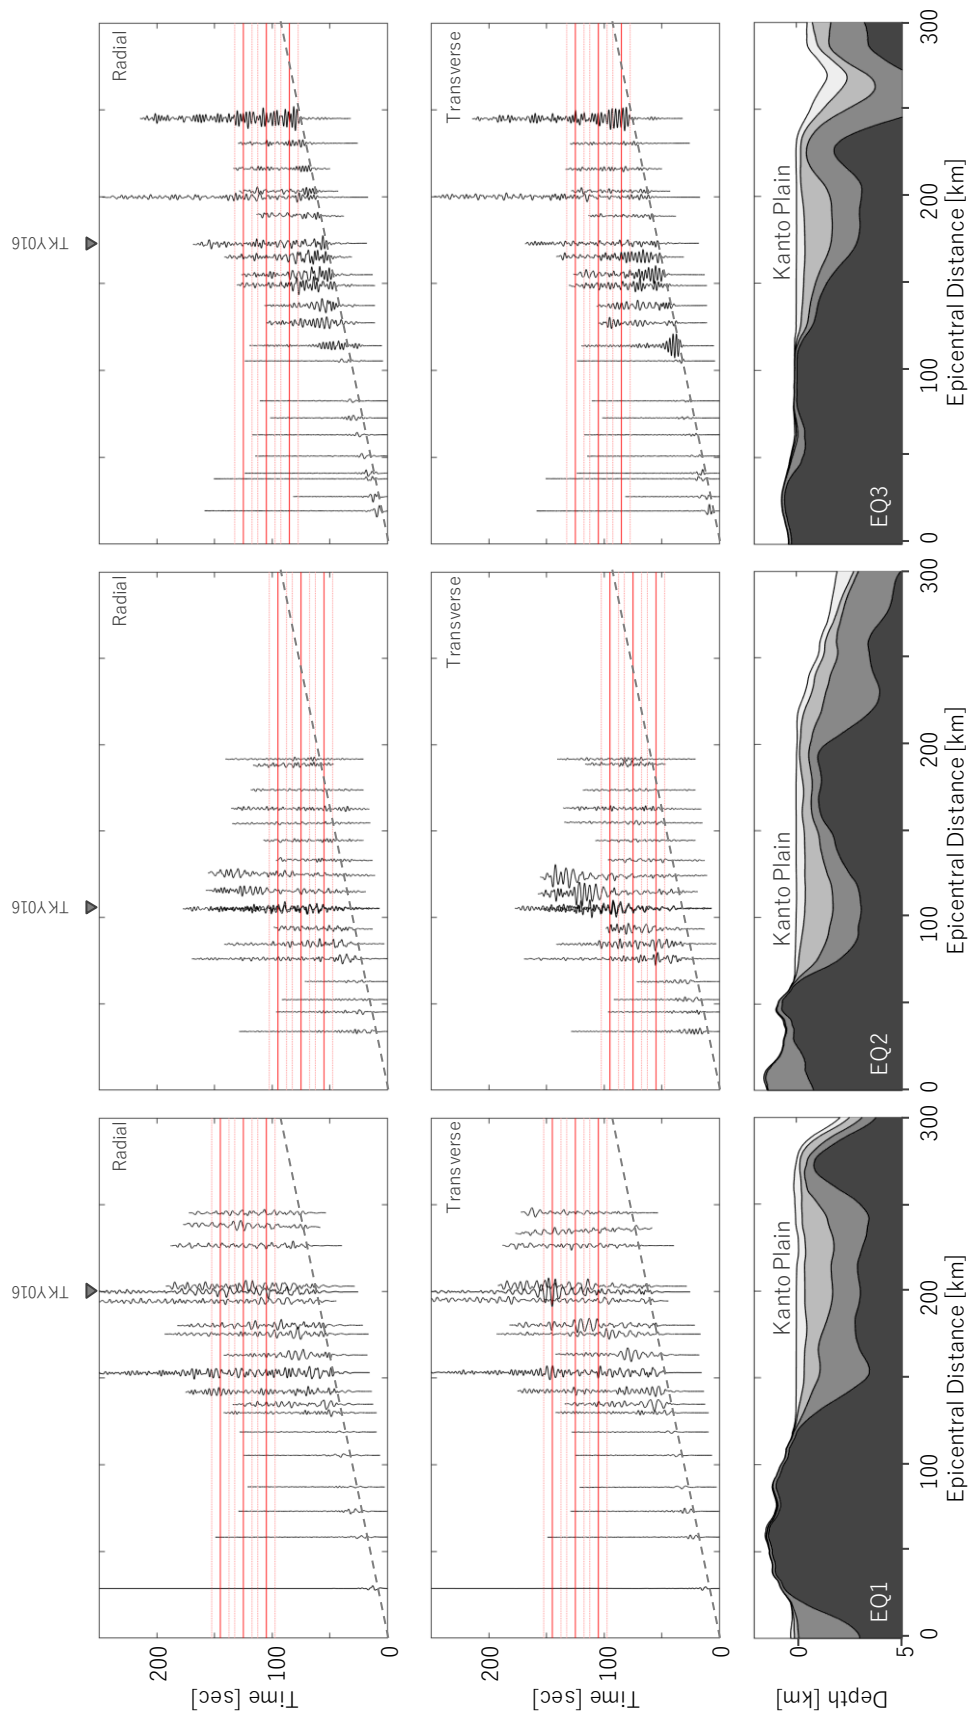 TKY016
TKY016
TKY016
Time [sec]
200
100
0
Radial
Radial
Radial
Time [sec]
200
100
0
Transverse
Transverse
Transverse
Depth [km]
0
5
EQ1
Kanto Plain
EQ2
Kanto Plain
EQ3
Kanto Plain
0
100
200
300
0
100
200
300
0
100
200
300
Epicentral Distance [km]
Epicentral Distance [km]
Epicentral Distance [km]